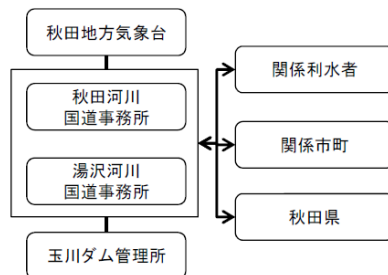 秋田地方気象台
秋田河川
国道事務所
湯沢河川
国道事務所
玉川ダム管理所
関係利水者
関係市町
秋田県